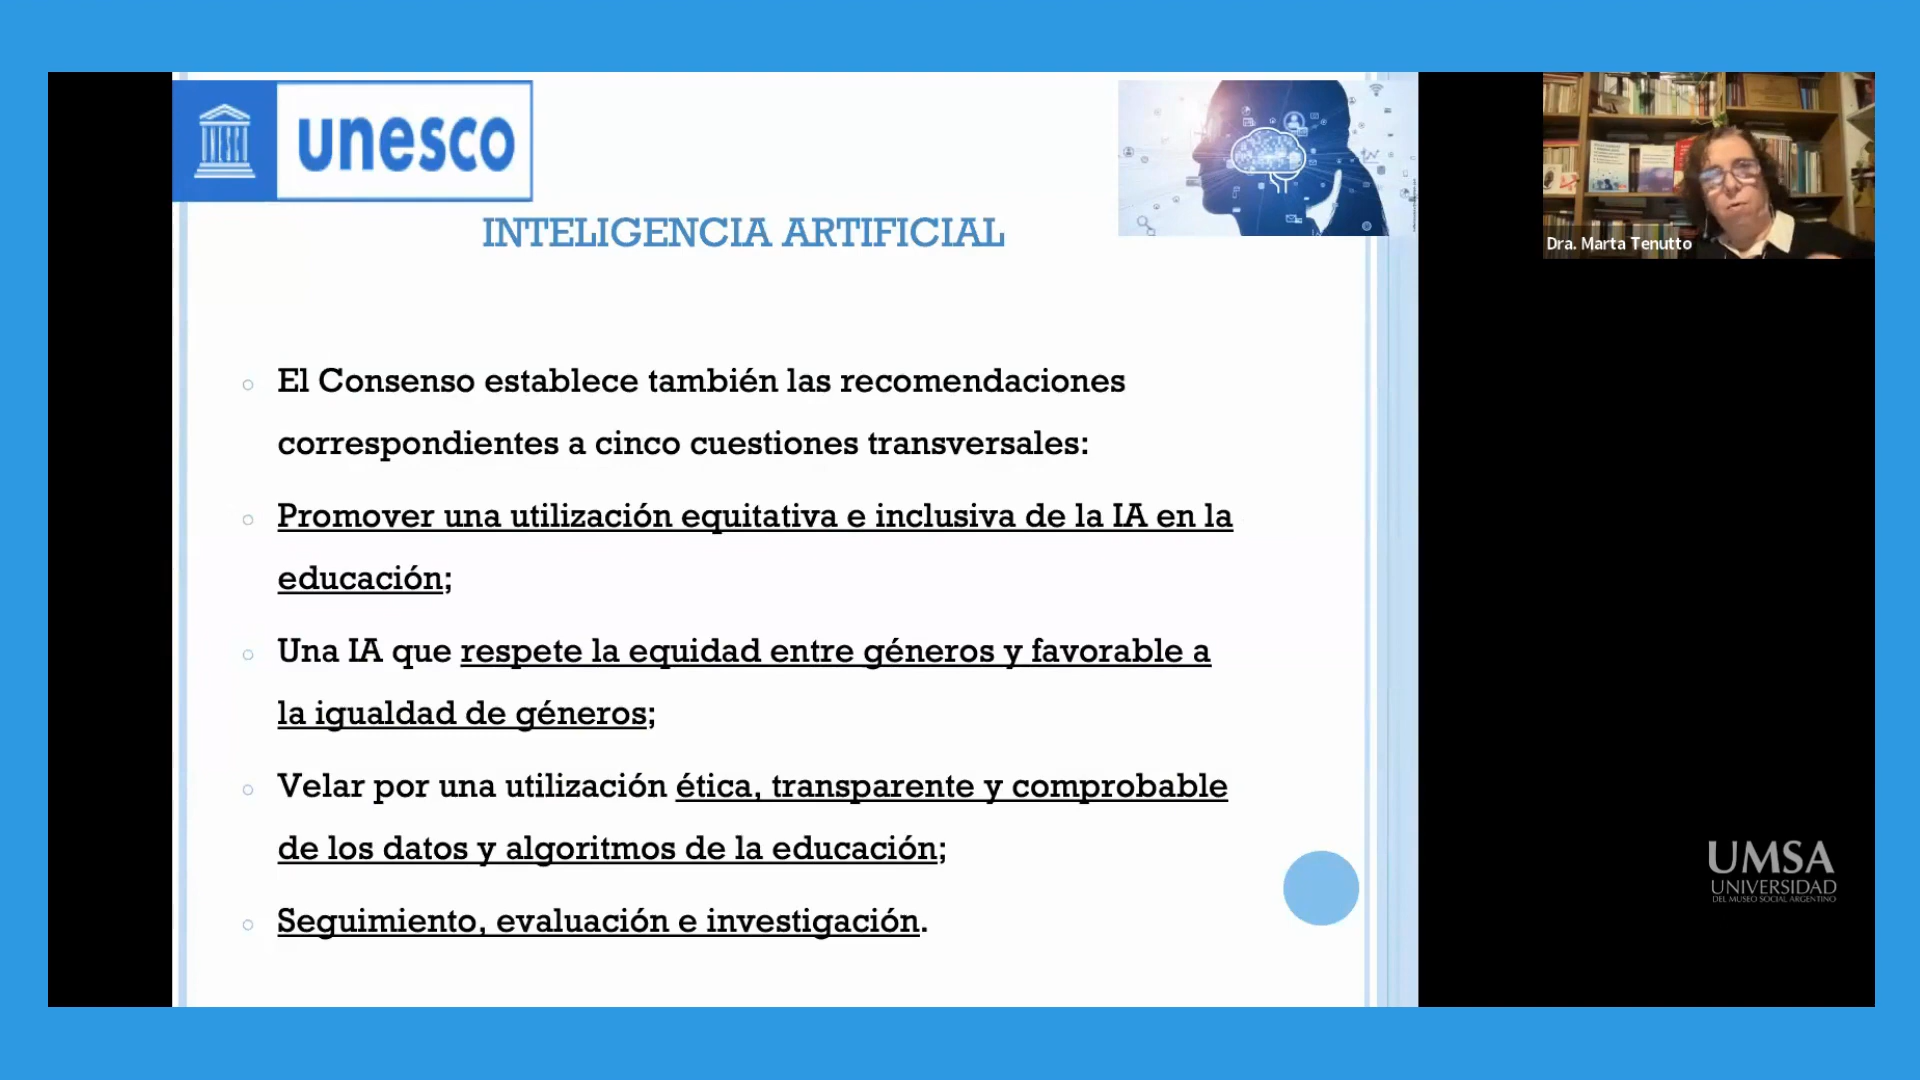 unesco
INTELIGENCIA ARTIFICIAL
El Consenso establece también las recomendaciones
correspondientes a cinco cuestiones transversales:
Promover una utilización equitativa e inclusiva de la IA en la
educación;
Una IA que respete la equidad entre géneros y favorable a
la igualdad de géneros;
Velar por una utilización ética, transparente y comprobable
de los datos y algoritmos de la educación;
Seguimiento, evaluación e investigación.
Dra. Marta Tenutto
UMSA
UNIVERSIDAD
DEL MUSEO SOCIAL ARGENTINO